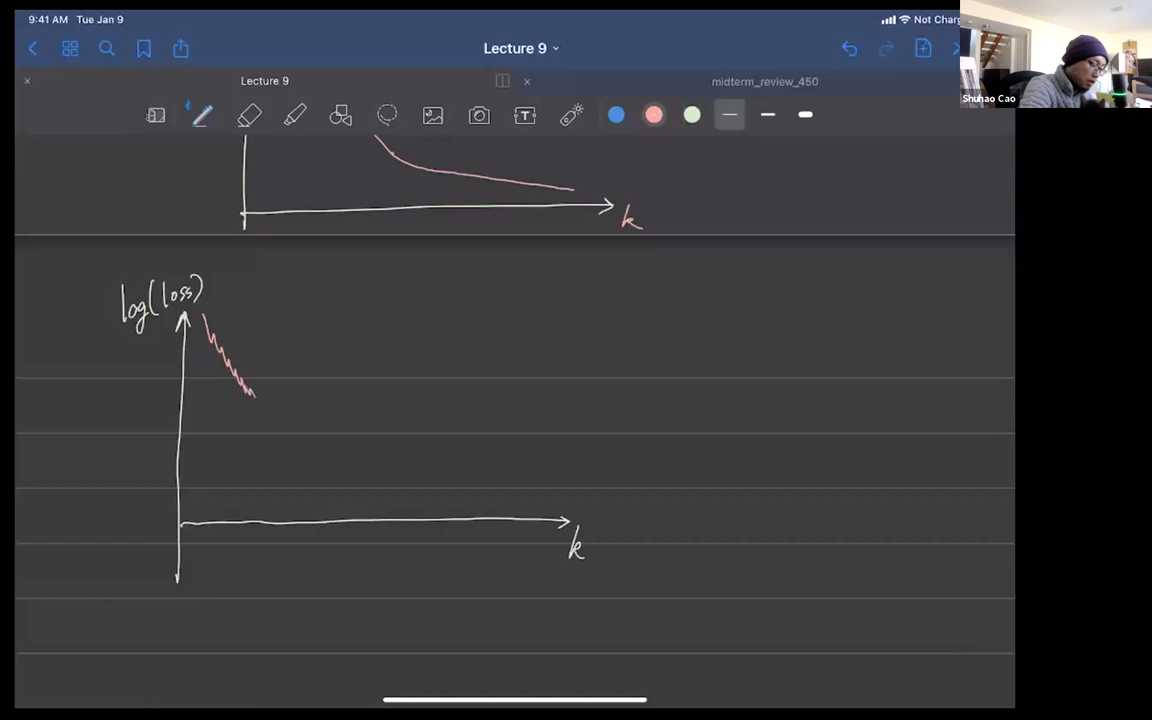 9:41 AM Tue Jan 9
Not Charg
Lecture 9
Lecture 9
midterm_review_450
T
Shuhao Cao
k
log(loss)
k